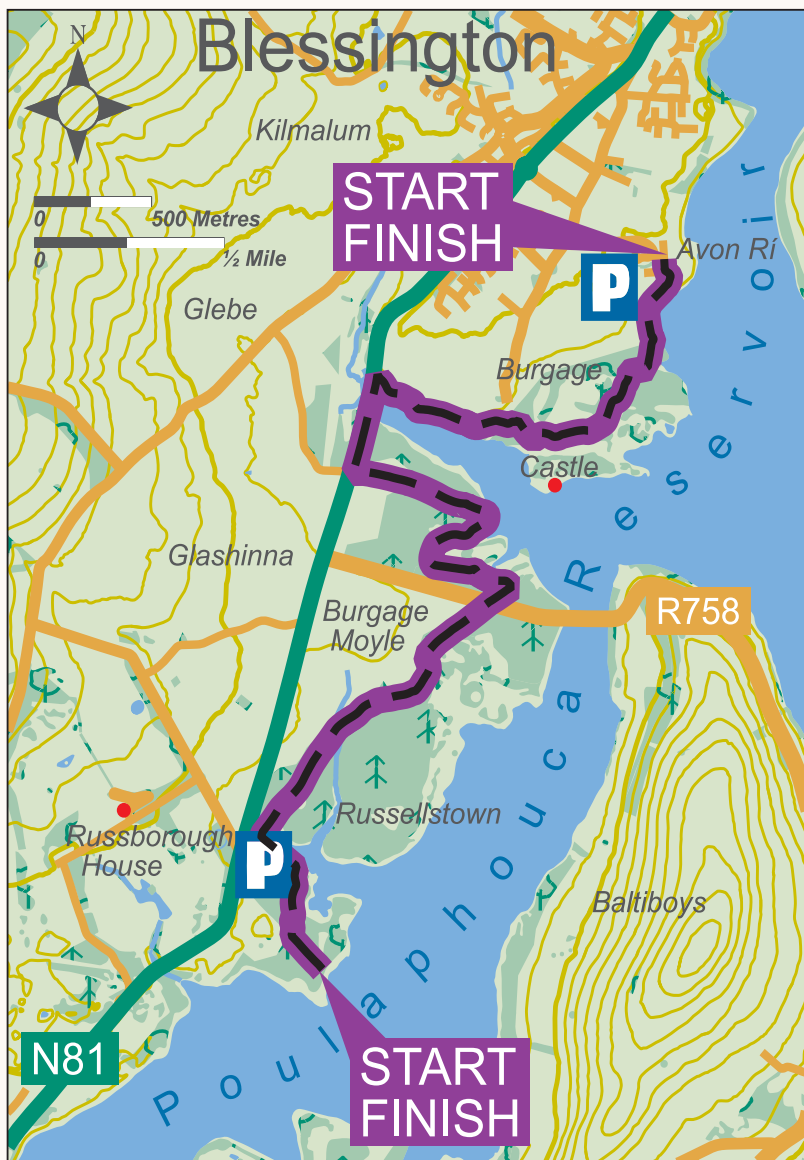 Blessington
N
Kilmalum
START
FINISH
0 500 Metres
0 ½ Mile
Avon Rí
P
Glebe
Burgage
Castle
Glashinna
R758
Burgage
Moyle
Poulaphouca Reservoir
Russellstown
Russborough
House
P
Baltiboys
N81
START
FINISH